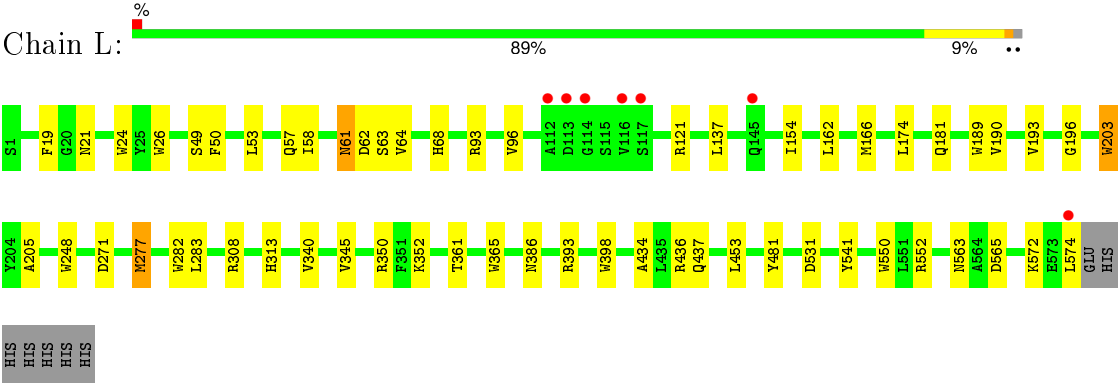 %
Chain L:
89%
9%
••
S1 F19 G20 N21 W24 Y25 W26 S49 F50 L53 Q57 I58 N61 D62 S63 V64 H68 R93 V96 A112 D113 G114 S115 V116 S117 R121 L137 Q145 I154 L162 M166 L174 Q181 W189 V190 V193 G196 W203
Y204 A205 W248 D271 M277 W282 L283 R308 H313 V340 V345 R350 F351 K352 T361 W365 N386 R393 W398 A434 L435 R436 Q437 L453 Y481 D531 Y541 W550 L551 R552 N563 A564 D565 K572 E573 L574 GLU HIS
HIS HIS HIS HIS HIS